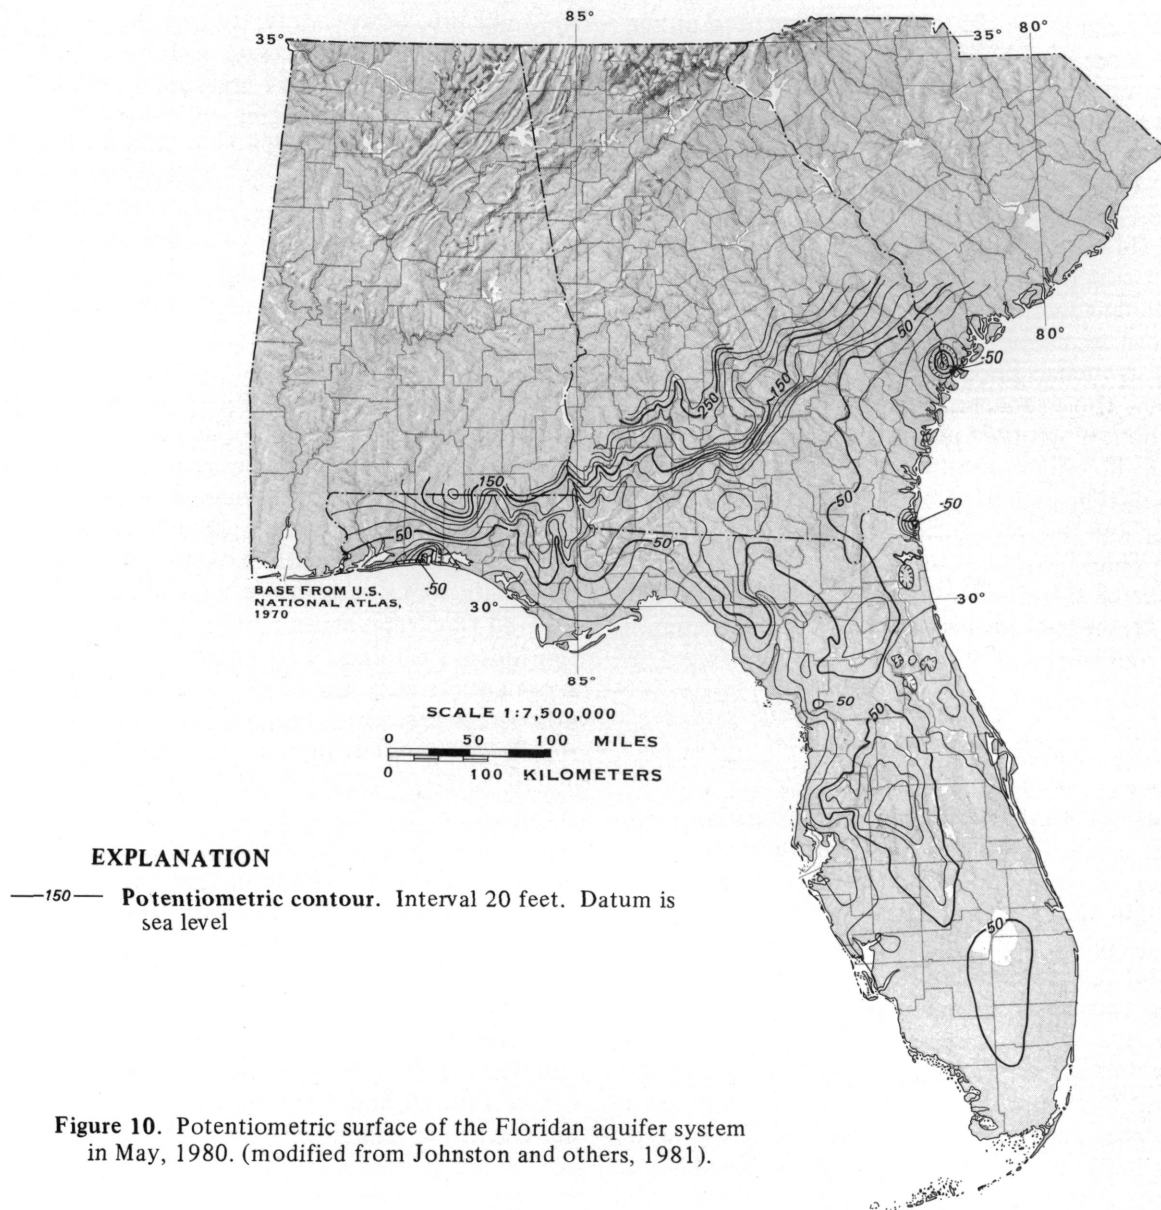 85°
80°
35°
35°
50
80°
-50
250
150
150
50
-50
50
50
-50
BASE FROM U.S.
NATIONAL ATLAS,
1970
30°
30°
85°
50
50
SCALE 1:7,500,000
0 50 100 MILES
0 100 KILOMETERS
EXPLANATION
—150— Potentiometric contour. Interval 20 feet. Datum is
sea level
50
Figure 10. Potentiometric surface of the Floridan aquifer system
in May, 1980. (modified from Johnston and others, 1981).